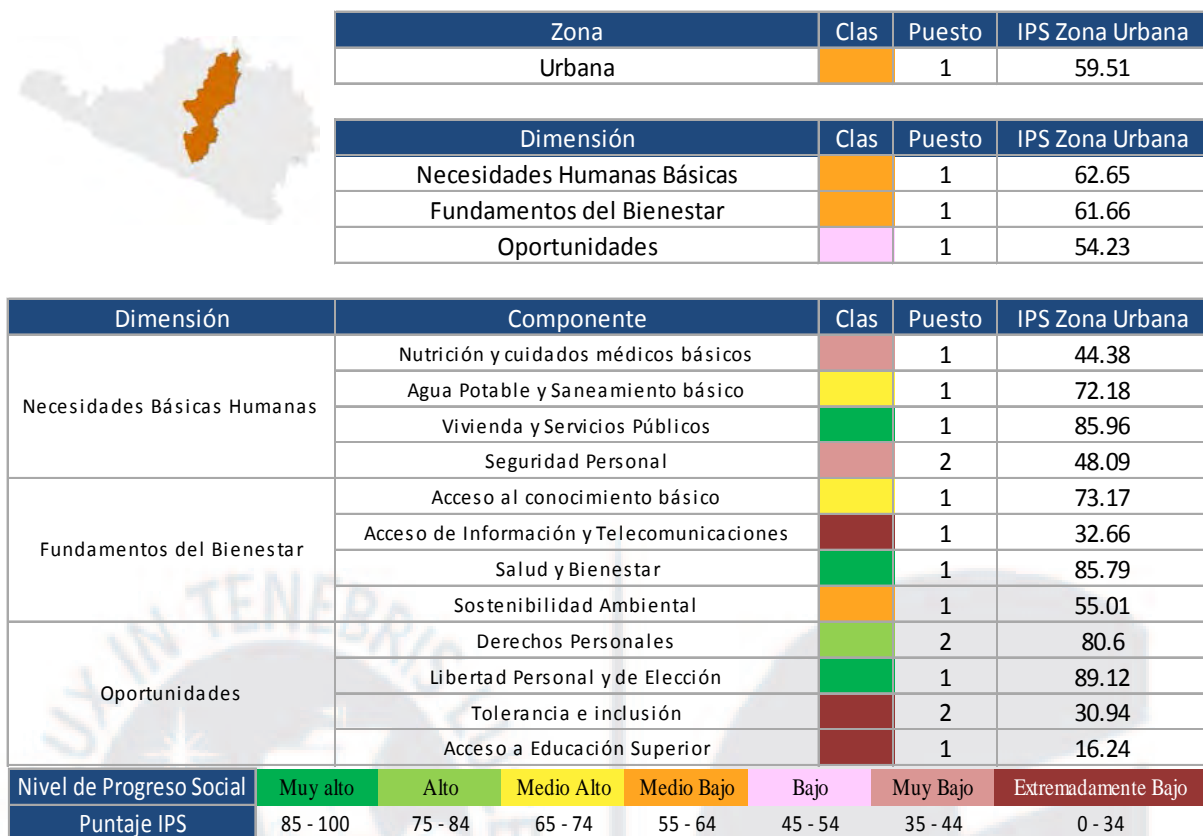 Zona Clas Puesto IPS Zona Urbana
Urbana 1 59.51
Dimensión Clas Puesto IPS Zona Urbana
Necesidades Humanas Básicas 1 62.65
Fundamentos del Bienestar 1 61.66
Oportunidades 1 54.23
Dimensión Componente Clas Puesto IPS Zona Urbana
Necesidades Básicas Humanas
Nutrición y cuidados médicos básicos 1 44.38
Agua Potable y Saneamiento básico 1 72.18
Vivienda y Servicios Públicos 1 85.96
Seguridad Personal 2 48.09
Fundamentos del Bienestar
Acceso al conocimiento básico 1 73.17
Acceso de Información y Telecomunicaciones 1 32.66
Salud y Bienestar 1 85.79
Sostenibilidad Ambiental 1 55.01
Oportunidades
Derechos Personales 2 80.6
Libertad Personal y de Elección 1 89.12
Tolerancia e inclusión 2 30.94
Acceso a Educación Superior 1 16.24
Nivel de Progreso Social Muy alto Alto Medio Alto Medio Bajo Bajo Muy Bajo Extremadamente Bajo
Puntaje IPS 85 - 100 75 - 84 65 - 74 55 - 64 45 - 54 35 - 44 0 - 34